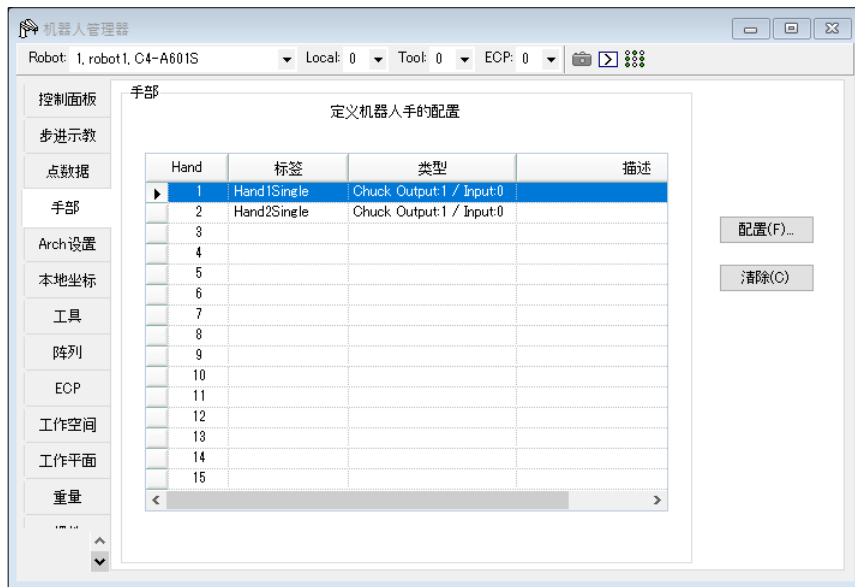 机器人管理器
Robot: 1, robot1, C4-A601S Local: 0 Tool: 0 ECP: 0
控制面板
步进示教
点数据
手部
Arch设置
本地坐标
工具
阵列
ECP
工作空间
工作平面
重量
手部
定义机器人手的配置
Hand 标签 类型 描述
1 Hand1Single Chuck Output:1 / Input:0
2 Hand2Single Chuck Output:1 / Input:0
3
4
5
6
7
8
9
10
11
12
13
14
15
配置(F)...
清除(C)